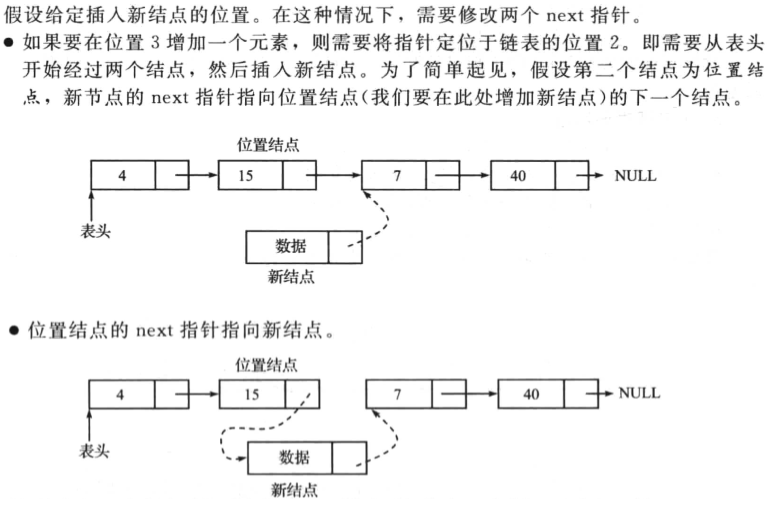 假设给定插入新结点的位置。在这种情况下，需要修改两个 next 指针。
● 如果要在位置 3 增加一个元素，则需要将指针定位于链表的位置 2。即需要从表头
开始经过两个结点，然后插入新结点。为了简单起见，假设第二个结点为位置结
点，新节点的 next 指针指向位置结点(我们要在此处增加新结点)的下一个结点。
位置结点
4 15 7 40 NULL
表头
数据
新结点
● 位置结点的 next 指针指向新结点。
位置结点
4 15 7 40 NULL
表头
数据
新结点